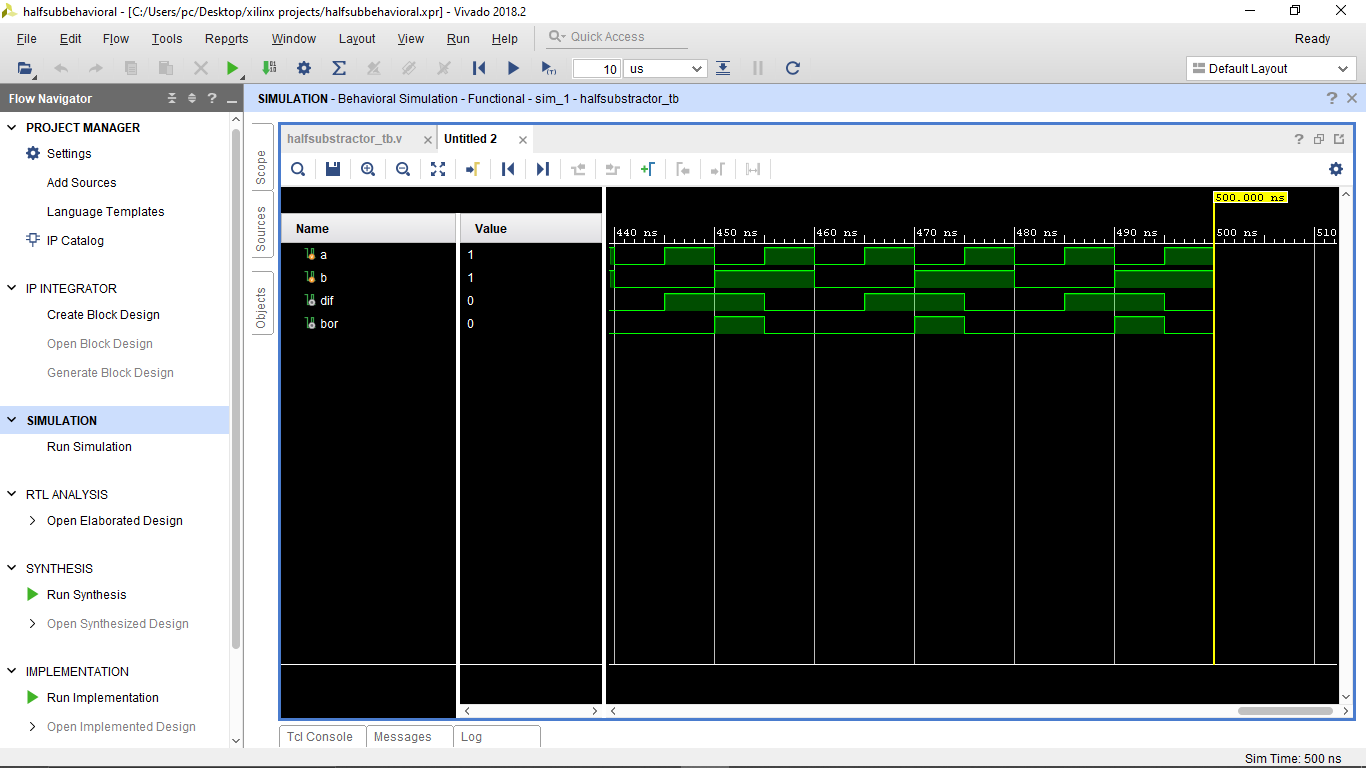 halfsubbehavioral - [C:/Users/pc/Desktop/xilinx projects/halfsubbehavioral.xpr] - Vivado 2018.2
File Edit Flow Tools Reports Window Layout View Run Help Quick Access Ready
10 us Default Layout
Flow Navigator
SIMULATION - Behavioral Simulation - Functional - sim_1 - halfsubstractor_tb
PROJECT MANAGER
Settings
Add Sources
Language Templates
IP Catalog
IP INTEGRATOR
Create Block Design
Open Block Design
Generate Block Design
SIMULATION
Run Simulation
RTL ANALYSIS
Open Elaborated Design
SYNTHESIS
Run Synthesis
Open Synthesized Design
IMPLEMENTATION
Run Implementation
Open Implemented Design
Scope
Sources
Objects
halfsubstractor_tb.v Untitled 2
500.000 ns
Name Value
440 ns 450 ns 460 ns 470 ns 480 ns 490 ns 500 ns 510
a 1
b 1
dif 0
bor 0
Tcl Console Messages Log
Sim Time: 500 ns